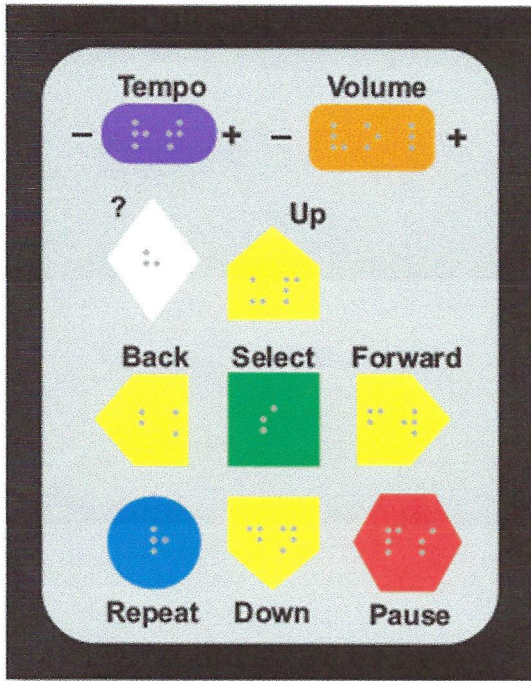 Tempo Volume
- + - +
? Up
Back Select Forward
Repeat Down Pause